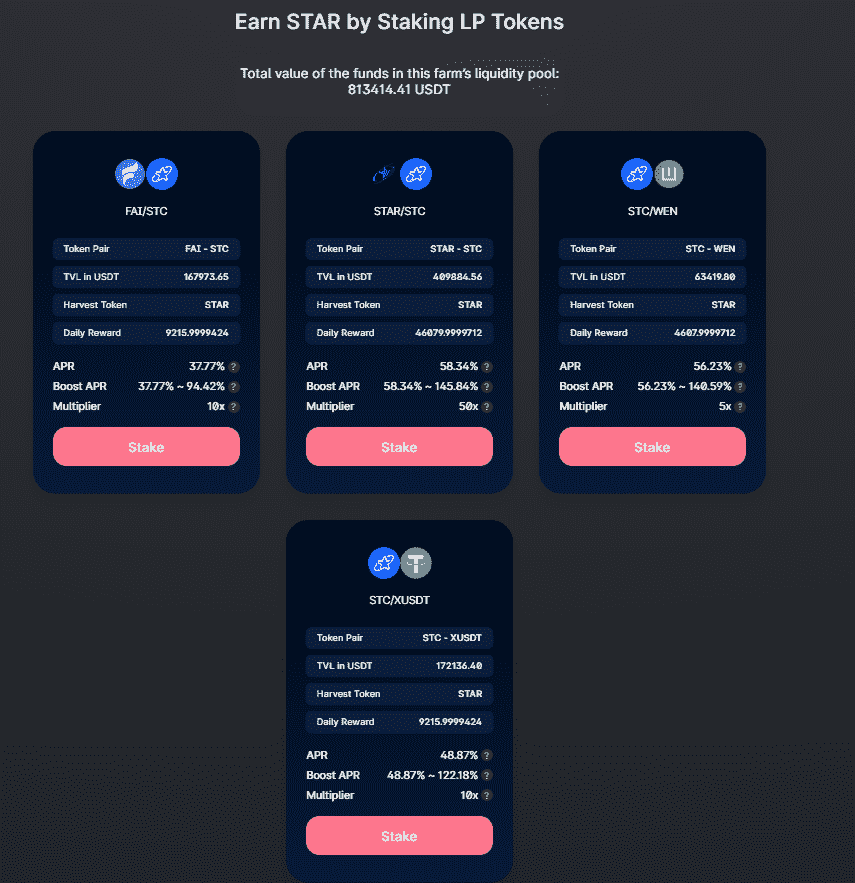 Earn STAR by Staking LP Tokens
Total value of the funds in this farm's liquidity pool:
813414.41 USDT
FAI/STC
Token Pair FAI - STC
TVL in USDT 167973.65
Harvest Token STAR
Daily Reward 9215.9999424
APR 37.77% ?
Boost APR 37.77% ~ 94.42% ?
Multiplier 10x ?
Stake
STAR/STC
Token Pair STAR - STC
TVL in USDT 409884.56
Harvest Token STAR
Daily Reward 46079.9999712
APR 58.34% ?
Boost APR 58.34% ~ 145.84% ?
Multiplier 50x ?
Stake
STC/WEN
Token Pair STC - WEN
TVL in USDT 63419.80
Harvest Token STAR
Daily Reward 4607.9999712
APR 56.23% ?
Boost APR 56.23% ~ 140.59% ?
Multiplier 5x ?
Stake
STC/XUSDT
Token Pair STC - XUSDT
TVL in USDT 172136.40
Harvest Token STAR
Daily Reward 9215.9999424
APR 48.87% ?
Boost APR 48.87% ~ 122.18% ?
Multiplier 10x ?
Stake